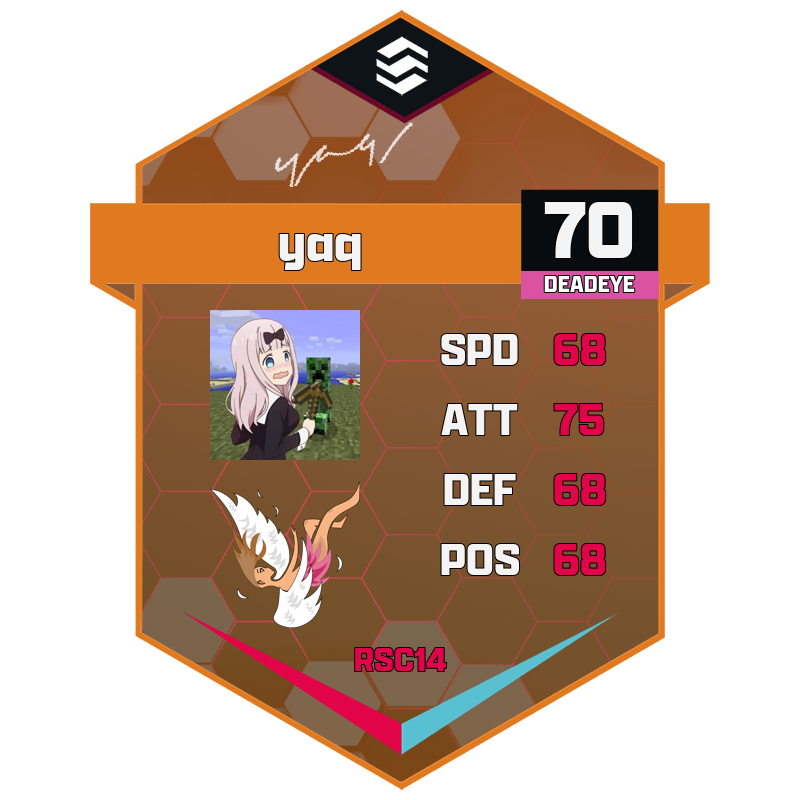 yaq
yaq
70
DEADEYE
SPD 68
ATT 75
DEF 68
POS 68
RSC14